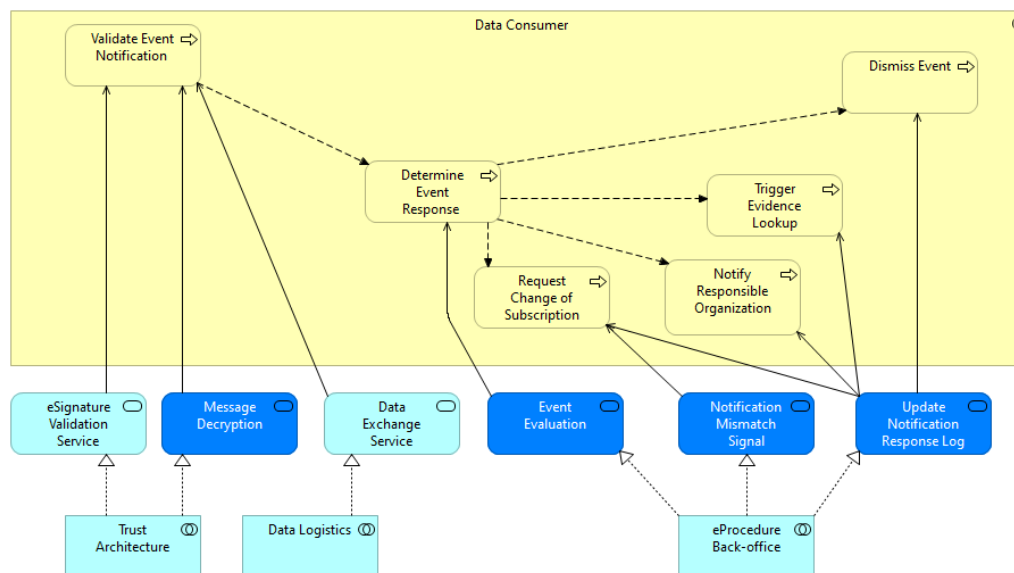 Data Consumer
Validate Event
Notification
Dismiss Event
Determine
Event
Response
Trigger
Evidence
Lookup
Request
Change of
Subscription
Notify
Responsible
Organization
eSignature
Validation
Service
Message
Decryption
Data
Exchange
Service
Event
Evaluation
Notification
Mismatch
Signal
Update
Notification
Response Log
Trust
Architecture
Data Logistics
eProcedure
Back-office